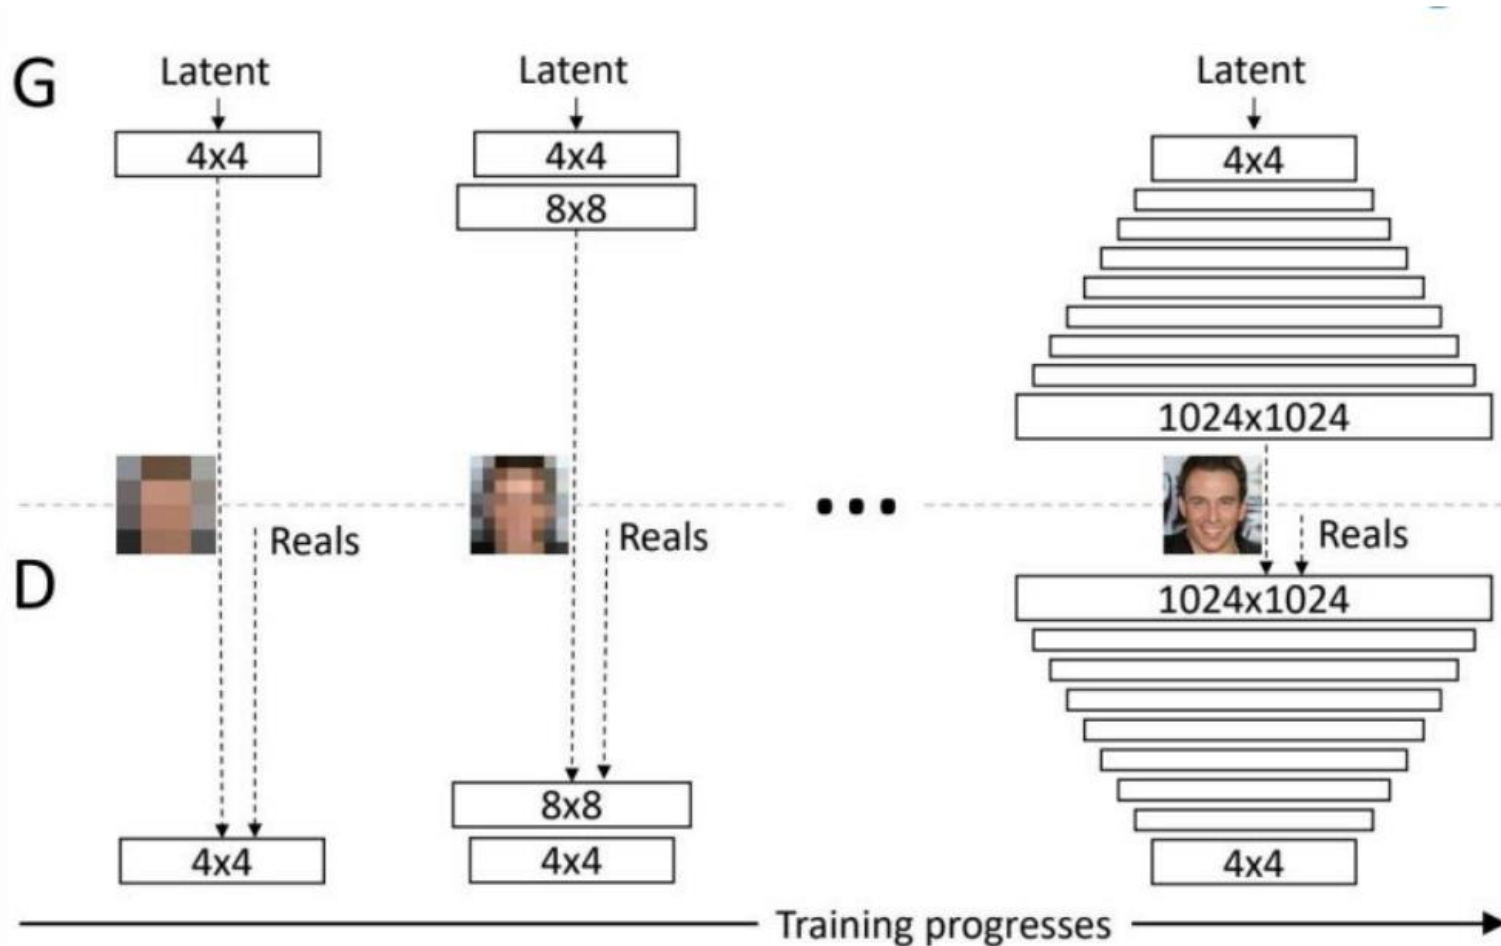 G
Latent
Latent
Latent
4x4
4x4
4x4
8x8
1024x1024
Reals
Reals
Reals
D
1024x1024
8x8
4x4
4x4
4x4
Training progresses